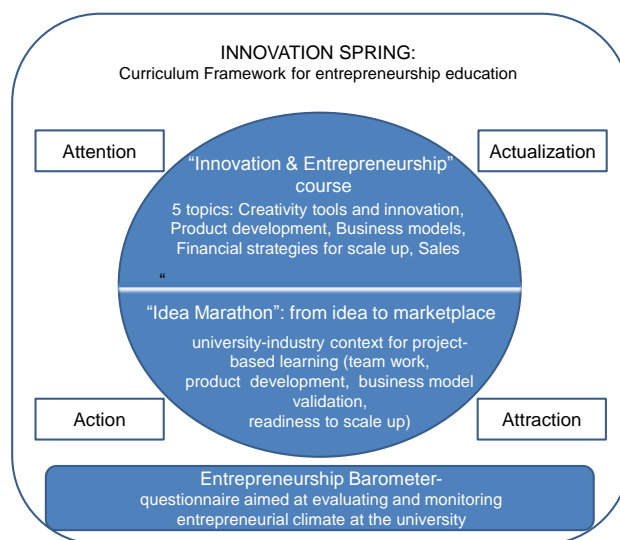 INNOVATION SPRING:
Curriculum Framework for entrepreneurship education
Attention
Actualization
“Innovation & Entrepreneurship”
course
5 topics: Creativity tools and innovation,
Product development, Business models,
Financial strategies for scale up, Sales
“
“Idea Marathon”: from idea to marketplace
university-industry context for project-
based learning (team work,
product development, business model
validation,
readiness to scale up)
Action
Attraction
Entrepreneurship Barometer-
questionnaire aimed at evaluating and monitoring
entrepreneurial climate at the university